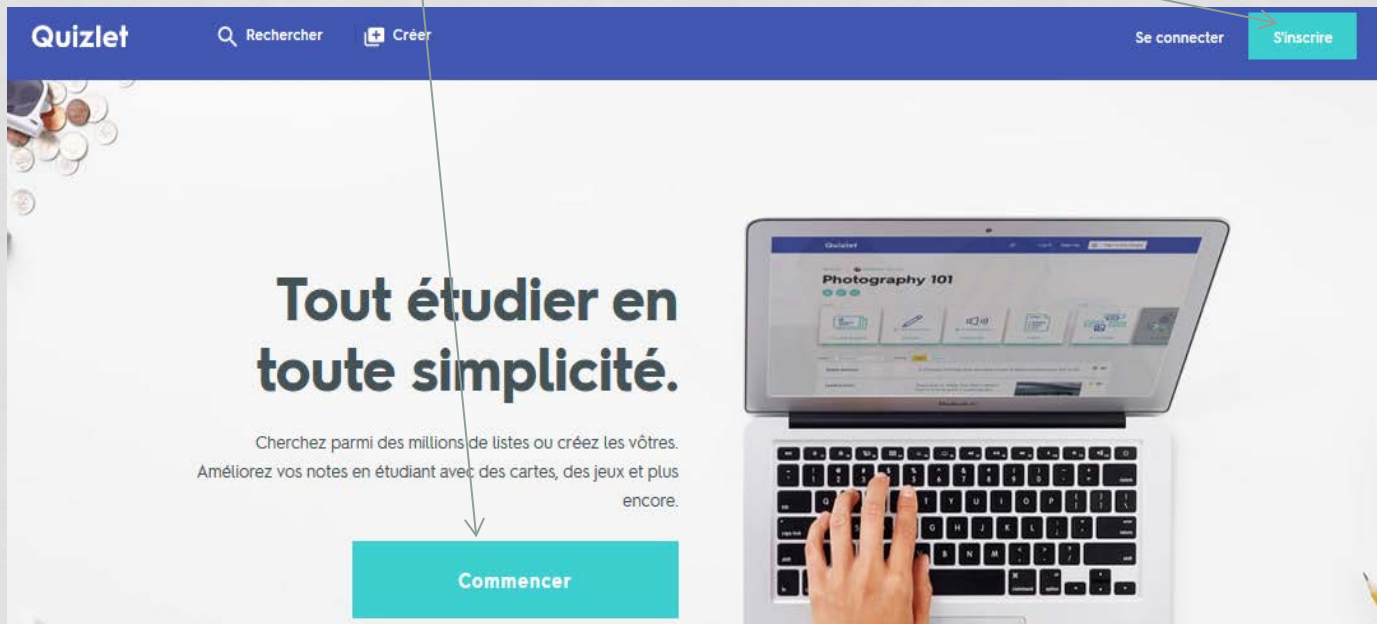 Quizlet
Rechercher
Créer
Se connecter
S'inscrire
Tout étudier en
toute simplicité.
Cherchez parmi des millions de listes ou créez les vôtres.
Améliorez vos notes en étudiant avec des cartes, des jeux et plus
encore.
Commencer
Quizlet
Photography 101